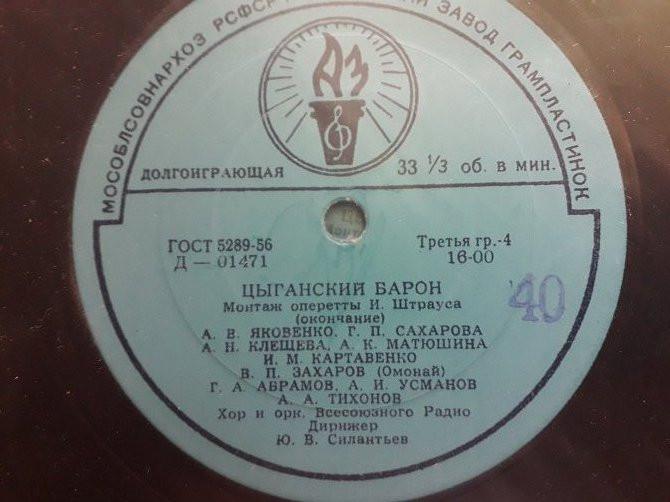 МОСОБЛСОВНАРХОЗ РСФСР ЗАВОД ГРАМПЛАСТИНОК
АЗ
ДОЛГОИГРАЮЩАЯ 33 1/3 об. в мин.
ГОСТ 5289-56 Третья гр.-4
Д — 01471 16-00
ЦЫГАНСКИЙ БАРОН
Монтаж оперетты И. Штрауса
(окончание)
40
А. В. ЯКОВЕНКО, Г. П. САХАРОВА
А. Н. КЛЕЩЕВА, А. К. МАТЮШИНА
И. М. КАРТАВЕНКО
В. П. ЗАХАРОВ (Омонай)
Г. А. АБРАМОВ, А. И. УСМАНОВ
А. А. ТИХОНОВ
Хор и орк. Всесоюзного Радио
Дирижер
Ю. В. Силантьев